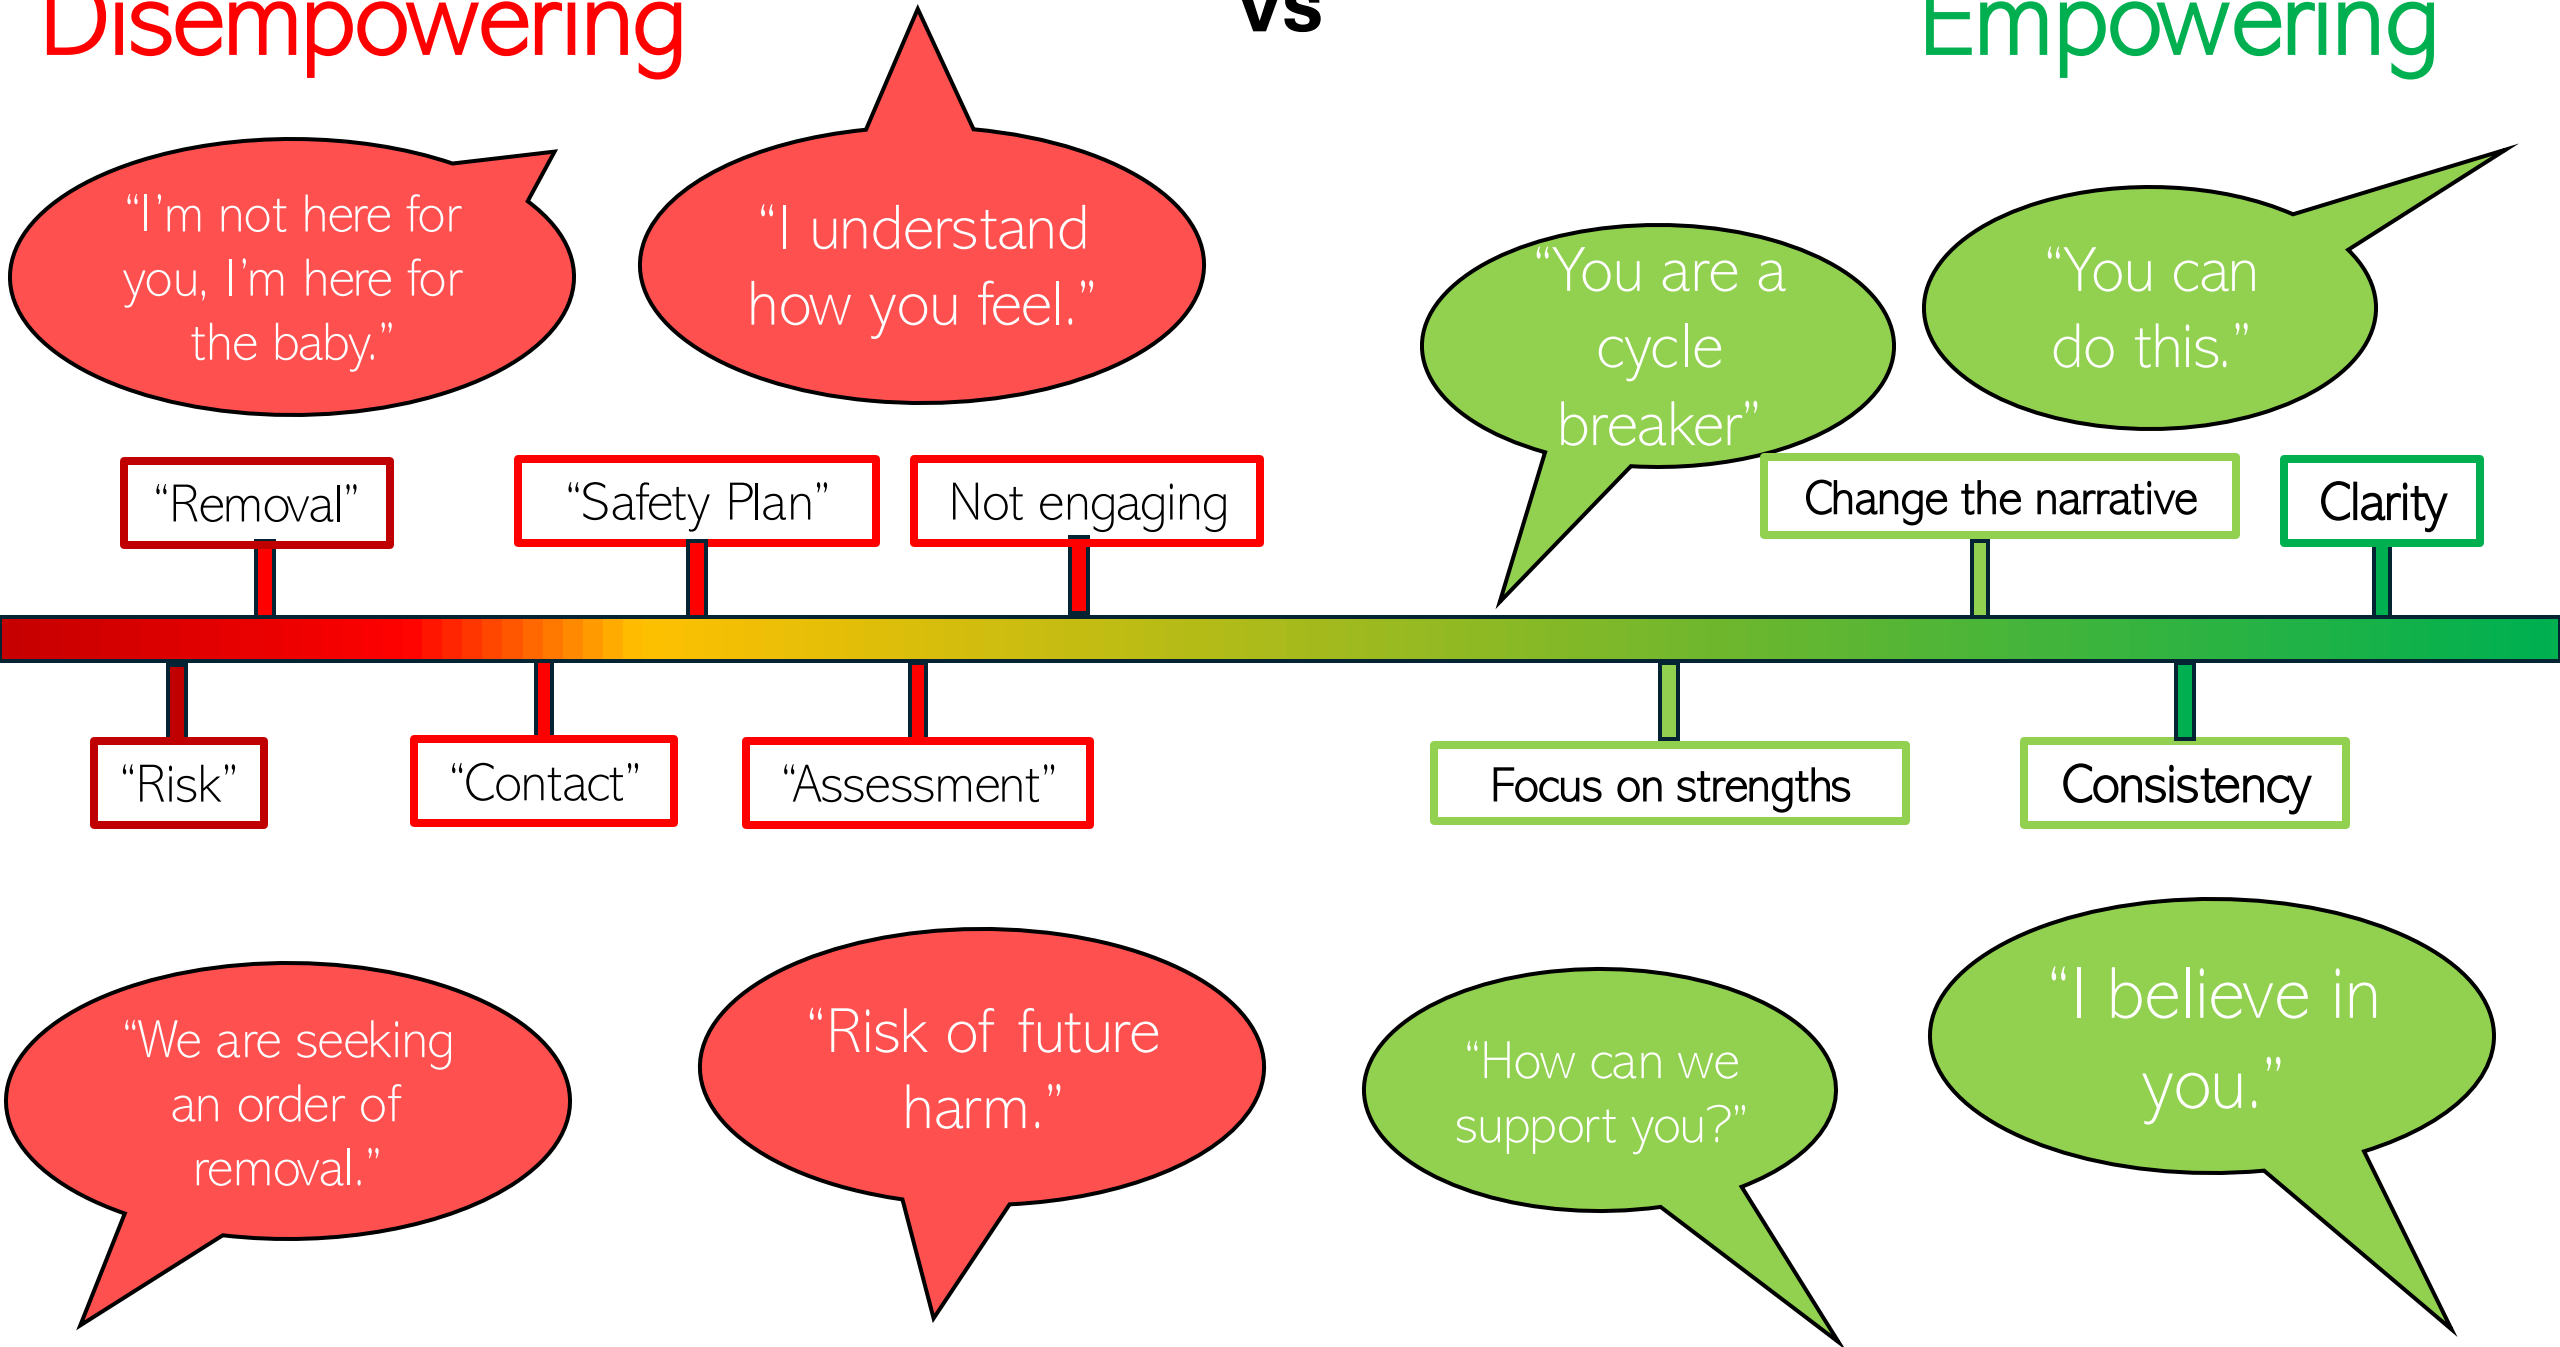 Disempowering
vs
Empowering
“I’m not here for
you, I’m here for
the baby.”
“I understand
how you feel.”
“You are a
cycle
breaker”
“You can
do this.”
“Removal”
“Safety Plan”
Not engaging
Change the narrative
Clarity
“Risk”
“Contact”
“Assessment”
Focus on strengths
Consistency
“We are seeking
an order of
removal.”
“Risk of future
harm.”
“How can we
support you?”
“I believe in
you.”